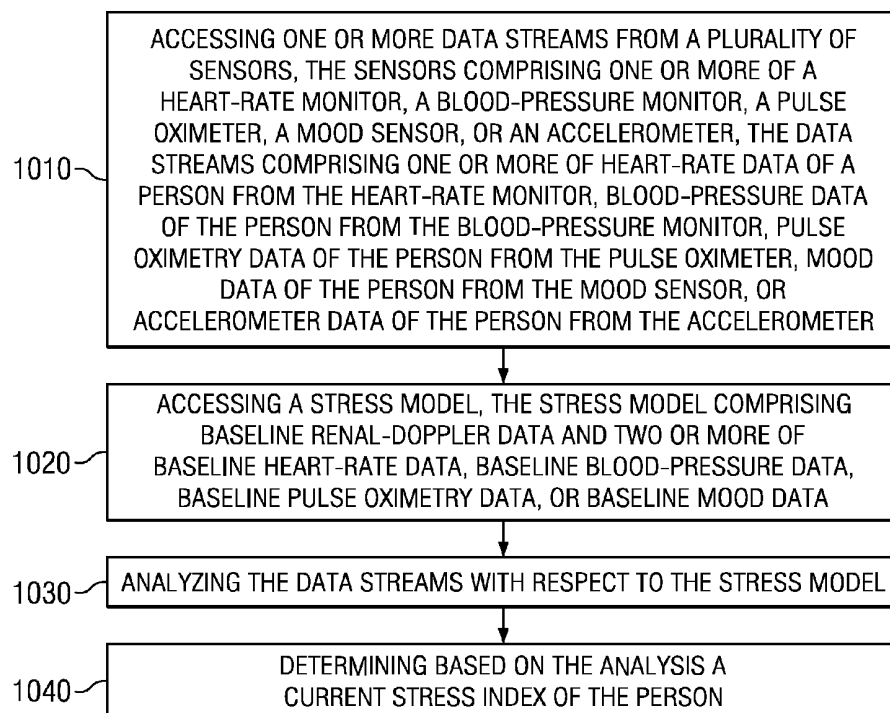 ACCESSING ONE OR MORE DATA STREAMS FROM A PLURALITY OF
SENSORS, THE SENSORS COMPRISING ONE OR MORE OF A
HEART-RATE MONITOR, A BLOOD-PRESSURE MONITOR, A PULSE
OXIMETER, A MOOD SENSOR, OR AN ACCELEROMETER, THE DATA
1010 STREAMS COMPRISING ONE OR MORE OF HEART-RATE DATA OF A
PERSON FROM THE HEART-RATE MONITOR, BLOOD-PRESSURE DATA
OF THE PERSON FROM THE BLOOD-PRESSURE MONITOR, PULSE
OXIMETRY DATA OF THE PERSON FROM THE PULSE OXIMETER, MOOD
DATA OF THE PERSON FROM THE MOOD SENSOR, OR
ACCELEROMETER DATA OF THE PERSON FROM THE ACCELEROMETER
ACCESSING A STRESS MODEL, THE STRESS MODEL COMPRISING
BASELINE RENAL-DOPPLER DATA AND TWO OR MORE OF
1020 BASELINE HEART-RATE DATA, BASELINE BLOOD-PRESSURE DATA,
BASELINE PULSE OXIMETRY DATA, OR BASELINE MOOD DATA
1030 ANALYZING THE DATA STREAMS WITH RESPECT TO THE STRESS MODEL
DETERMINING BASED ON THE ANALYSIS A
1040 CURRENT STRESS INDEX OF THE PERSON